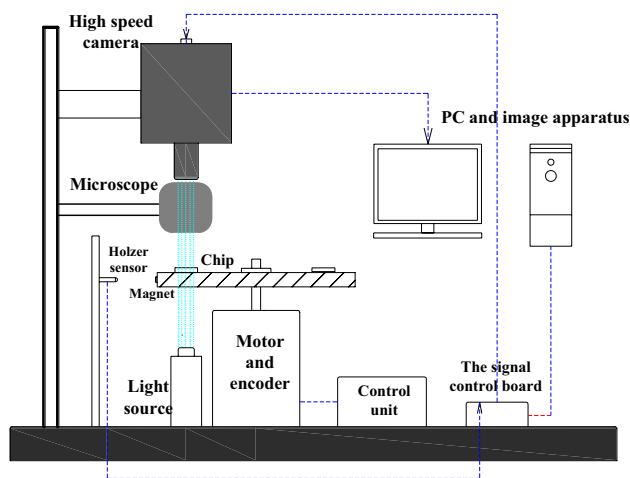 High speed
camera
PC and image apparatus
Microscope
Holzer
sensor
Chip
Magnet
Motor
and
encoder
The signal
control board
Light
source
Control
unit